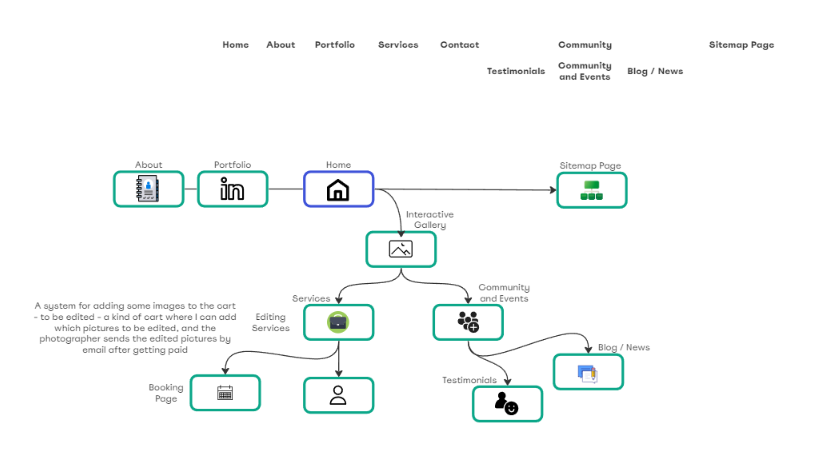 Home About Portfolio Services Contact Community Sitemap Page
Testimonials Community and Events Blog / News
About Portfolio Home Sitemap Page
in
Interactive
Gallery
Services
Community
and Events
A system for adding some images to the cart
- to be edited - a kind of cart where I can add
which pictures to be edited, and the
photographer sends the edited pictures by
email after getting paid
Editing
Services
Blog / News
Booking
Page
Testimonials